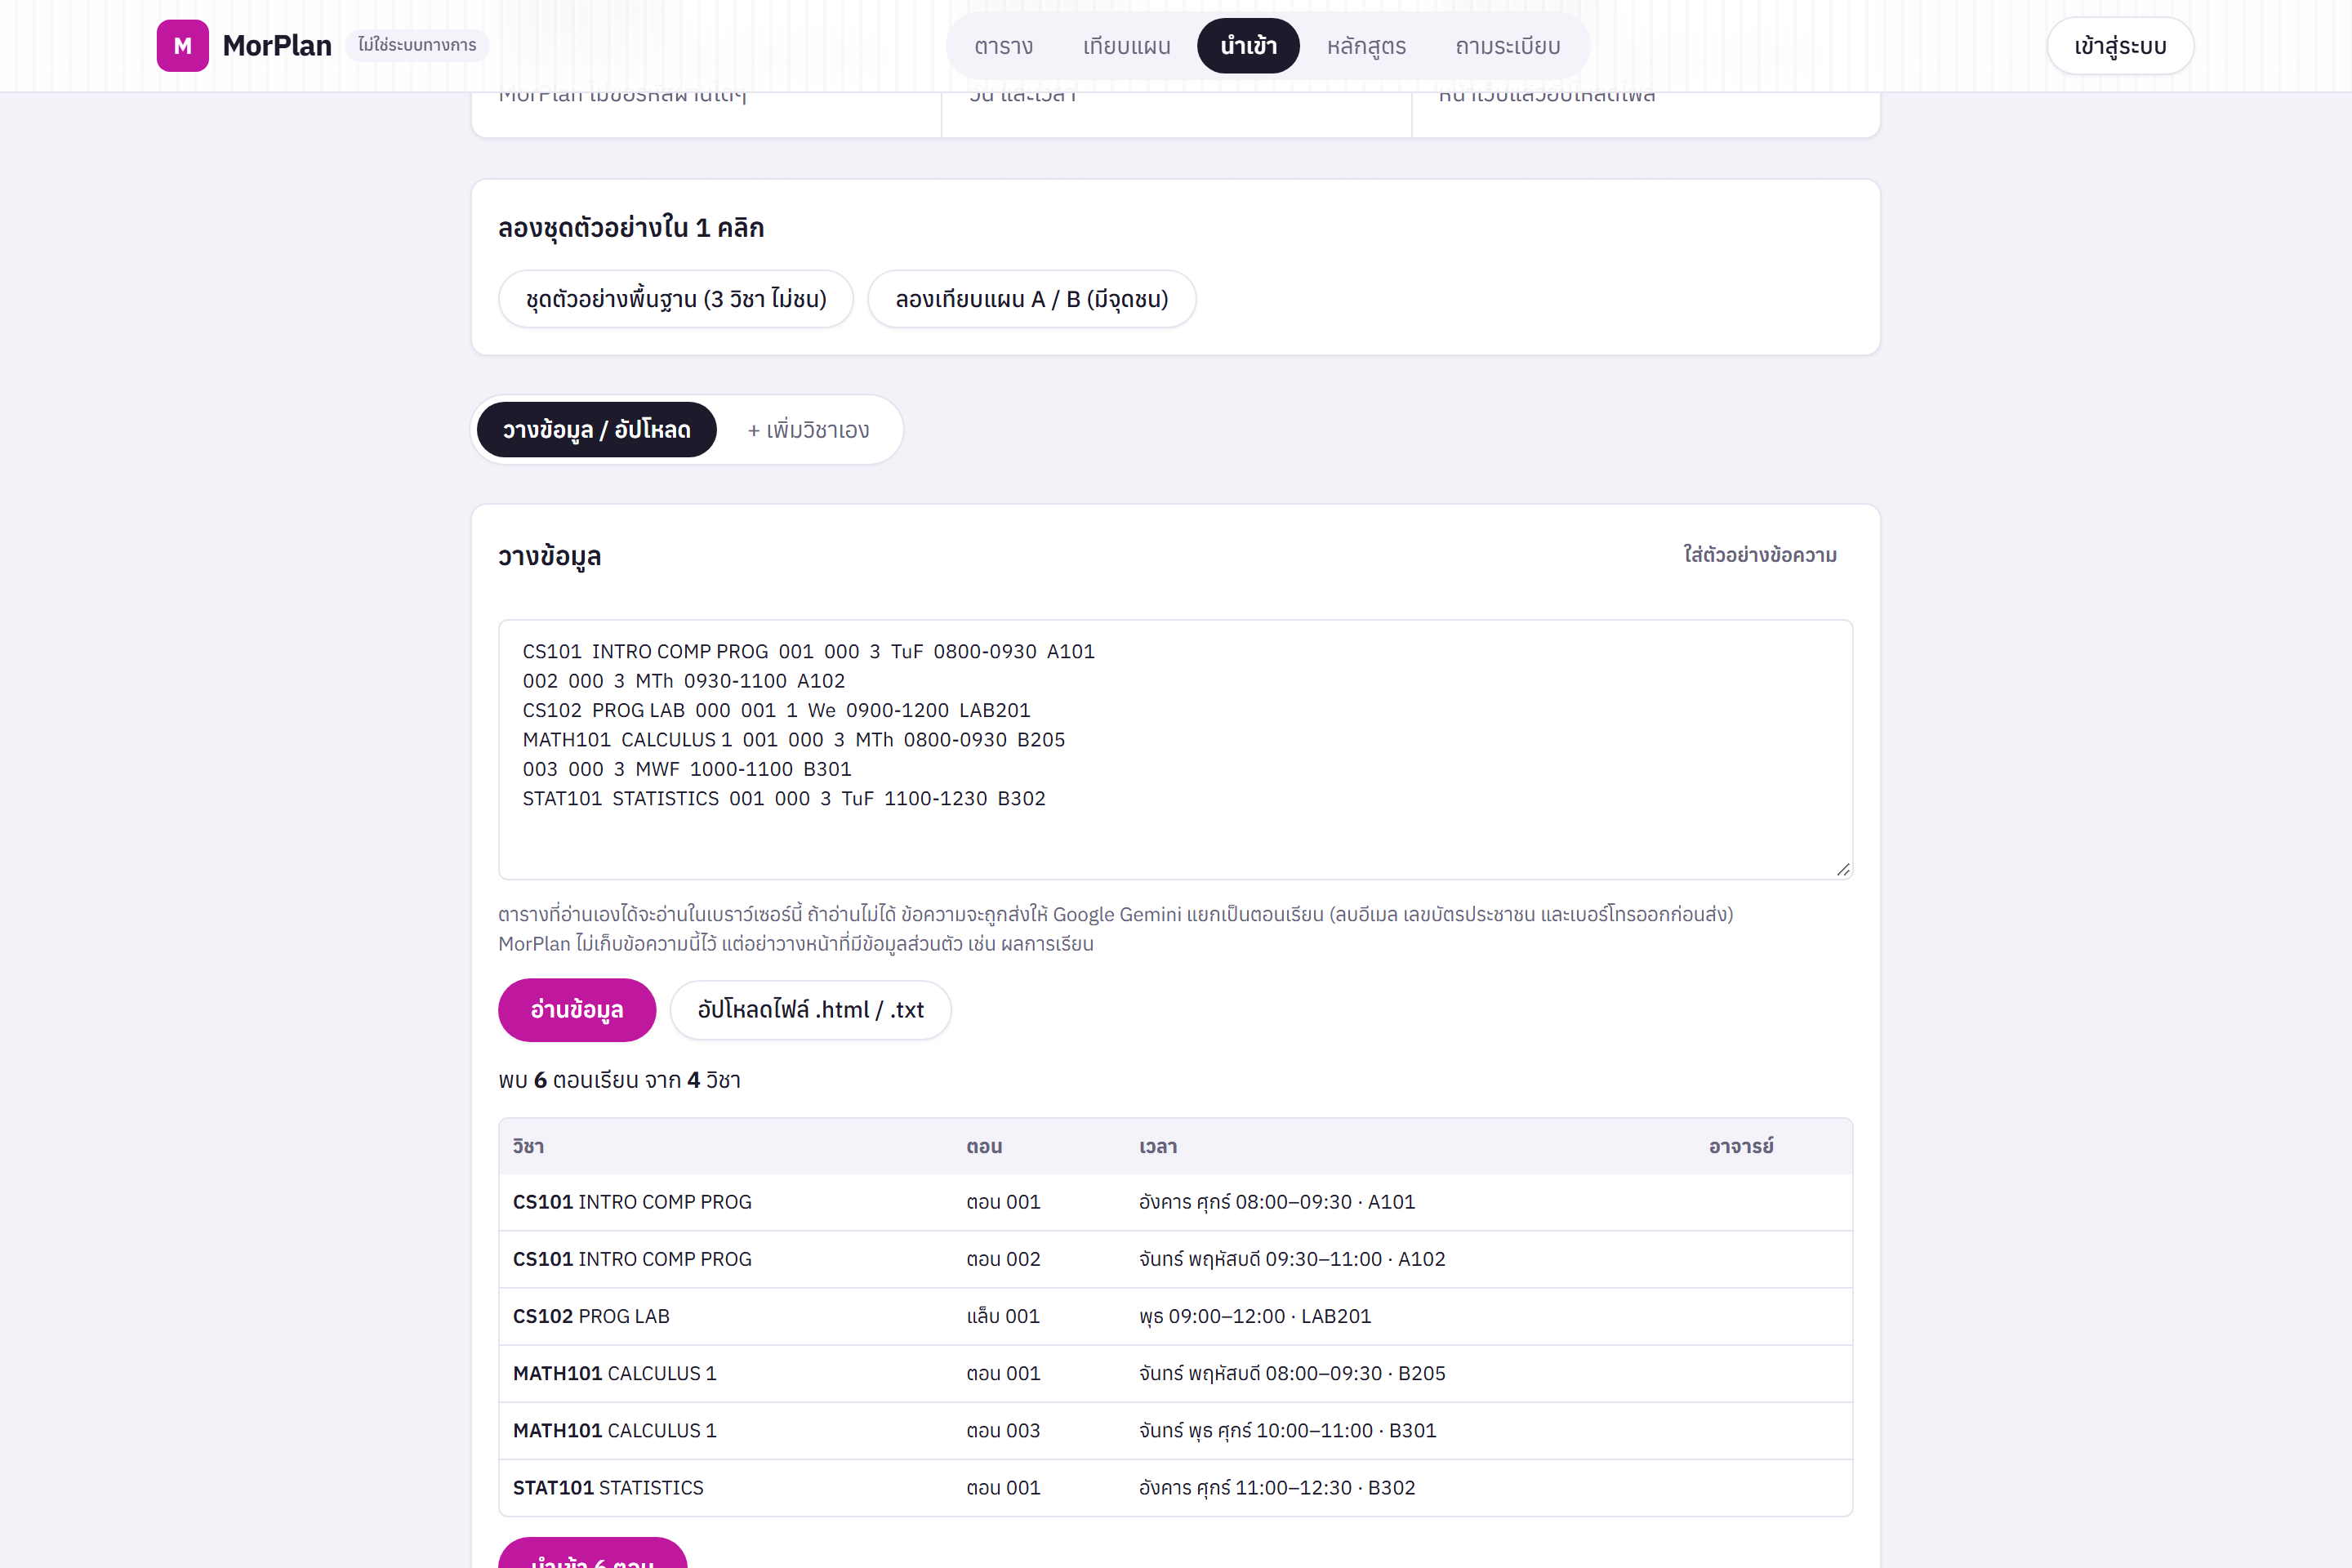 M MorPlan ไม่ใช่ระบบทางการ
ตาราง เทียบแผน นำเข้า หลักสูตร ถามระเบียบ
เข้าสู่ระบบ
ลองชุดตัวอย่างใน 1 คลิก
ชุดตัวอย่างพื้นฐาน (3 วิชา ไม่ชน) ลองเทียบแผน A / B (มีจุดชน)
วางข้อมูล / อัปโหลด + เพิ่มวิชาเอง
วางข้อมูล ใส่ตัวอย่างข้อความ
CS101 INTRO COMP PROG 001 000 3 TuF 0800-0930 A101
002 000 3 MTh 0930-1100 A102
CS102 PROG LAB 000 001 1 We 0900-1200 LAB201
MATH101 CALCULUS 1 001 000 3 MTh 0800-0930 B205
003 000 3 MWF 1000-1100 B301
STAT101 STATISTICS 001 000 3 TuF 1100-1230 B302
ตารางที่อ่านเองได้จะอ่านในเบราว์เซอร์นี้ ถ้าอ่านไม่ได้ ข้อความจะถูกส่งให้ Google Gemini แยกเป็นตอนเรียน (ลบอีเมล เลขบัตรประชาชน และเบอร์โทรออกก่อนส่ง)
MorPlan ไม่เก็บข้อความนี้ไว้ แต่อย่าวางหน้าที่มีข้อมูลส่วนตัว เช่น ผลการเรียน
อ่านข้อมูล อัปโหลดไฟล์ .html / .txt
พบ 6 ตอนเรียน จาก 4 วิชา
วิชา ตอน เวลา อาจารย์
CS101 INTRO COMP PROG ตอน 001 อังคาร ศุกร์ 08:00–09:30 · A101
CS101 INTRO COMP PROG ตอน 002 จันทร์ พฤหัสบดี 09:30–11:00 · A102
CS102 PROG LAB แล็บ 001 พุธ 09:00–12:00 · LAB201
MATH101 CALCULUS 1 ตอน 001 จันทร์ พฤหัสบดี 08:00–09:30 · B205
MATH101 CALCULUS 1 ตอน 003 จันทร์ พุธ ศุกร์ 10:00–11:00 · B301
STAT101 STATISTICS ตอน 001 อังคาร ศุกร์ 11:00–12:30 · B302
นำเข้า 6 ตอน